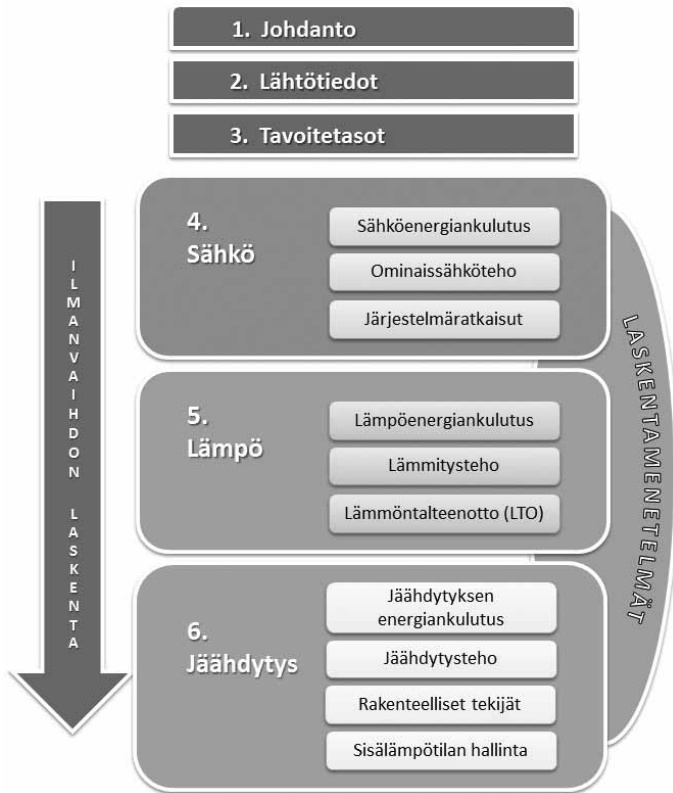 1. Johdanto
2. Lähtötiedot
3. Tavoitetasot
ILMANVAIHDON LASKENTA
4.
Sähkö
Sähköenergiankulutus
Ominaissähköteho
Järjestelmäratkaisut
5.
Lämpö
Lämpöenergiankulutus
Lämmitysteho
Lämmöntalteenotto (LTO)
6.
Jäähdytys
Jäähdytyksen
energiankulutus
Jäähdytysteho
Rakenteelliset tekijät
Sisälämpötilan hallinta
LASKENTAMENETELMÄT